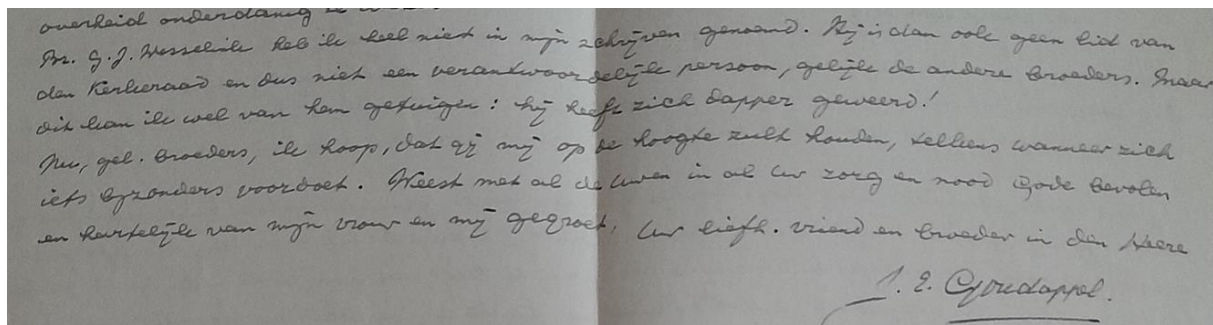 overheid onderdanig te
Br. G. J. Wesselink heb ik heel niet in mijn schrijven genoemd. Hij is dan ook geen lid van
den Kerkeraad en dus niet een verantwoordelijk persoon, gelijk de andere broeders. Maar
dit kan ik wel van hem getuigen: hij heeft zich dapper geweerd!
Nu, gel. broeders, ik hoop, dat gij mij op de hoogte zult houden, telkens wanneer zich
iets bijzonders voordoet. Weest met al de Uwen in al Uw zorg en nood Gode bevolen
en hartelijk van mijn vrouw en mij gegroet, Uw liefh. vriend en broeder in den Heere
J. E. Goudappel.